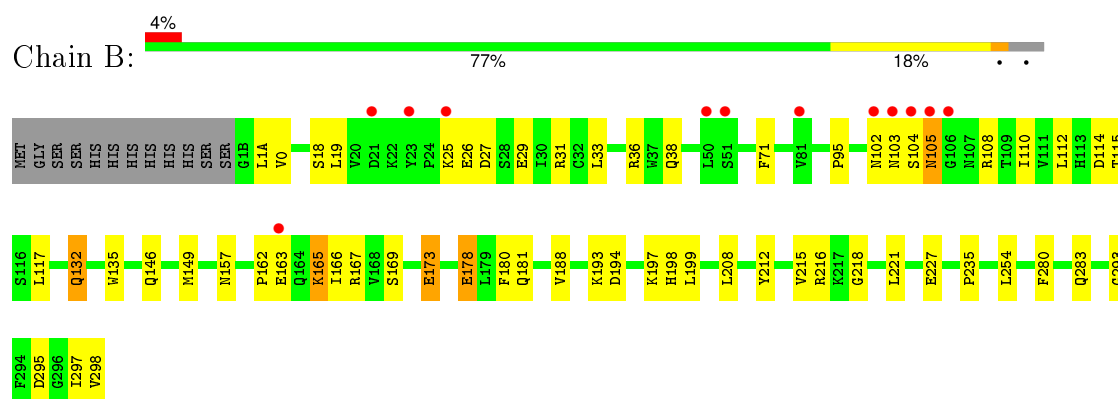 4%
Chain B:
77% 18% • •
MET GLY SER SER HIS HIS HIS HIS HIS HIS SER SER G1B L1A V0 S18 L19 V20 D21 K22 Y23 P24 K25 E26 D27 S28 E29 I30 R31 C32 L33 R36 W37 Q38 L50 S51 F71 V81 P95 N102 N103 S104 N105 G106 N107 R108 T109 I110 V111 L112 H113 D114 T115
S116 L117 Q132 W135 Q146 M149 N157 P162 E163 Q164 K165 I166 R167 V168 S169 E173 E178 L179 F180 Q181 V188 K193 D194 K197 H198 L199 L208 Y212 V215 R216 K217 G218 L221 E227 P235 L254 F280 Q283 G293
F294 D295 G296 I297 V298